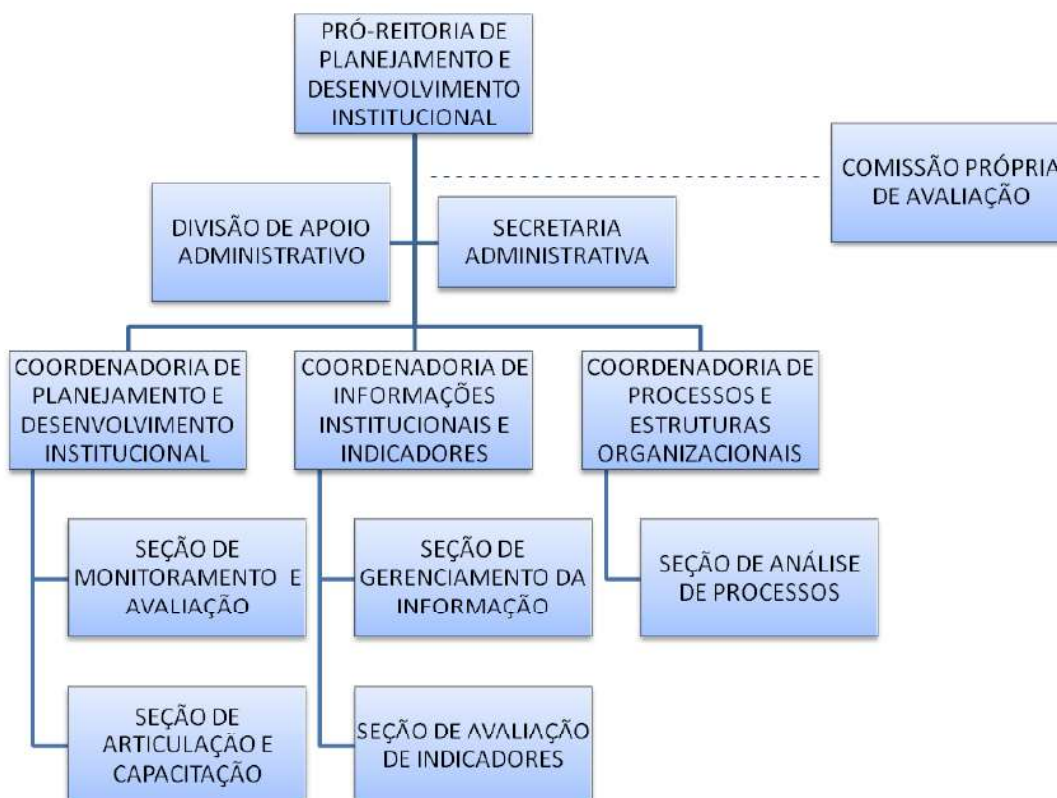 PRÓ-REITORIA DE
PLANEJAMENTO E
DESENVOLVIMENTO
INSTITUCIONAL
COMISSÃO PRÓPRIA
DE AVALIAÇÃO
DIVISÃO DE APOIO
ADMINISTRATIVO
SECRETARIA
ADMINISTRATIVA
COORDENADORIA DE
PLANEJAMENTO E
DESENVOLVIMENTO
INSTITUCIONAL
COORDENADORIA DE
INFORMAÇÕES
INSTITUCIONAIS E
INDICADORES
COORDENADORIA DE
PROCESSOS E
ESTRUTURAS
ORGANIZACIONAIS
SEÇÃO DE
MONITORAMENTO E
AVALIAÇÃO
SEÇÃO DE
GERENCIAMENTO DA
INFORMAÇÃO
SEÇÃO DE ANÁLISE
DE PROCESSOS
SEÇÃO DE
ARTICULAÇÃO E
CAPACITAÇÃO
SEÇÃO DE AVALIAÇÃO
DE INDICADORES